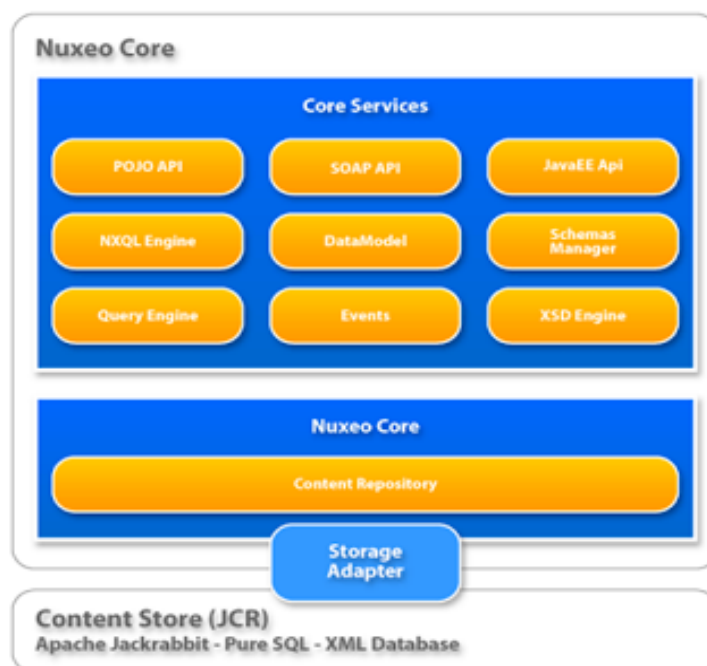 Nuxeo Core
Core Services
POJO API
SOAP API
JavaEE Api
NXQL Engine
DataModel
Schemas
Manager
Query Engine
Events
XSD Engine
Nuxeo Core
Content Repository
Storage
Adapter
Content Store (JCR)
Apache Jackrabbit - Pure SQL - XML Database